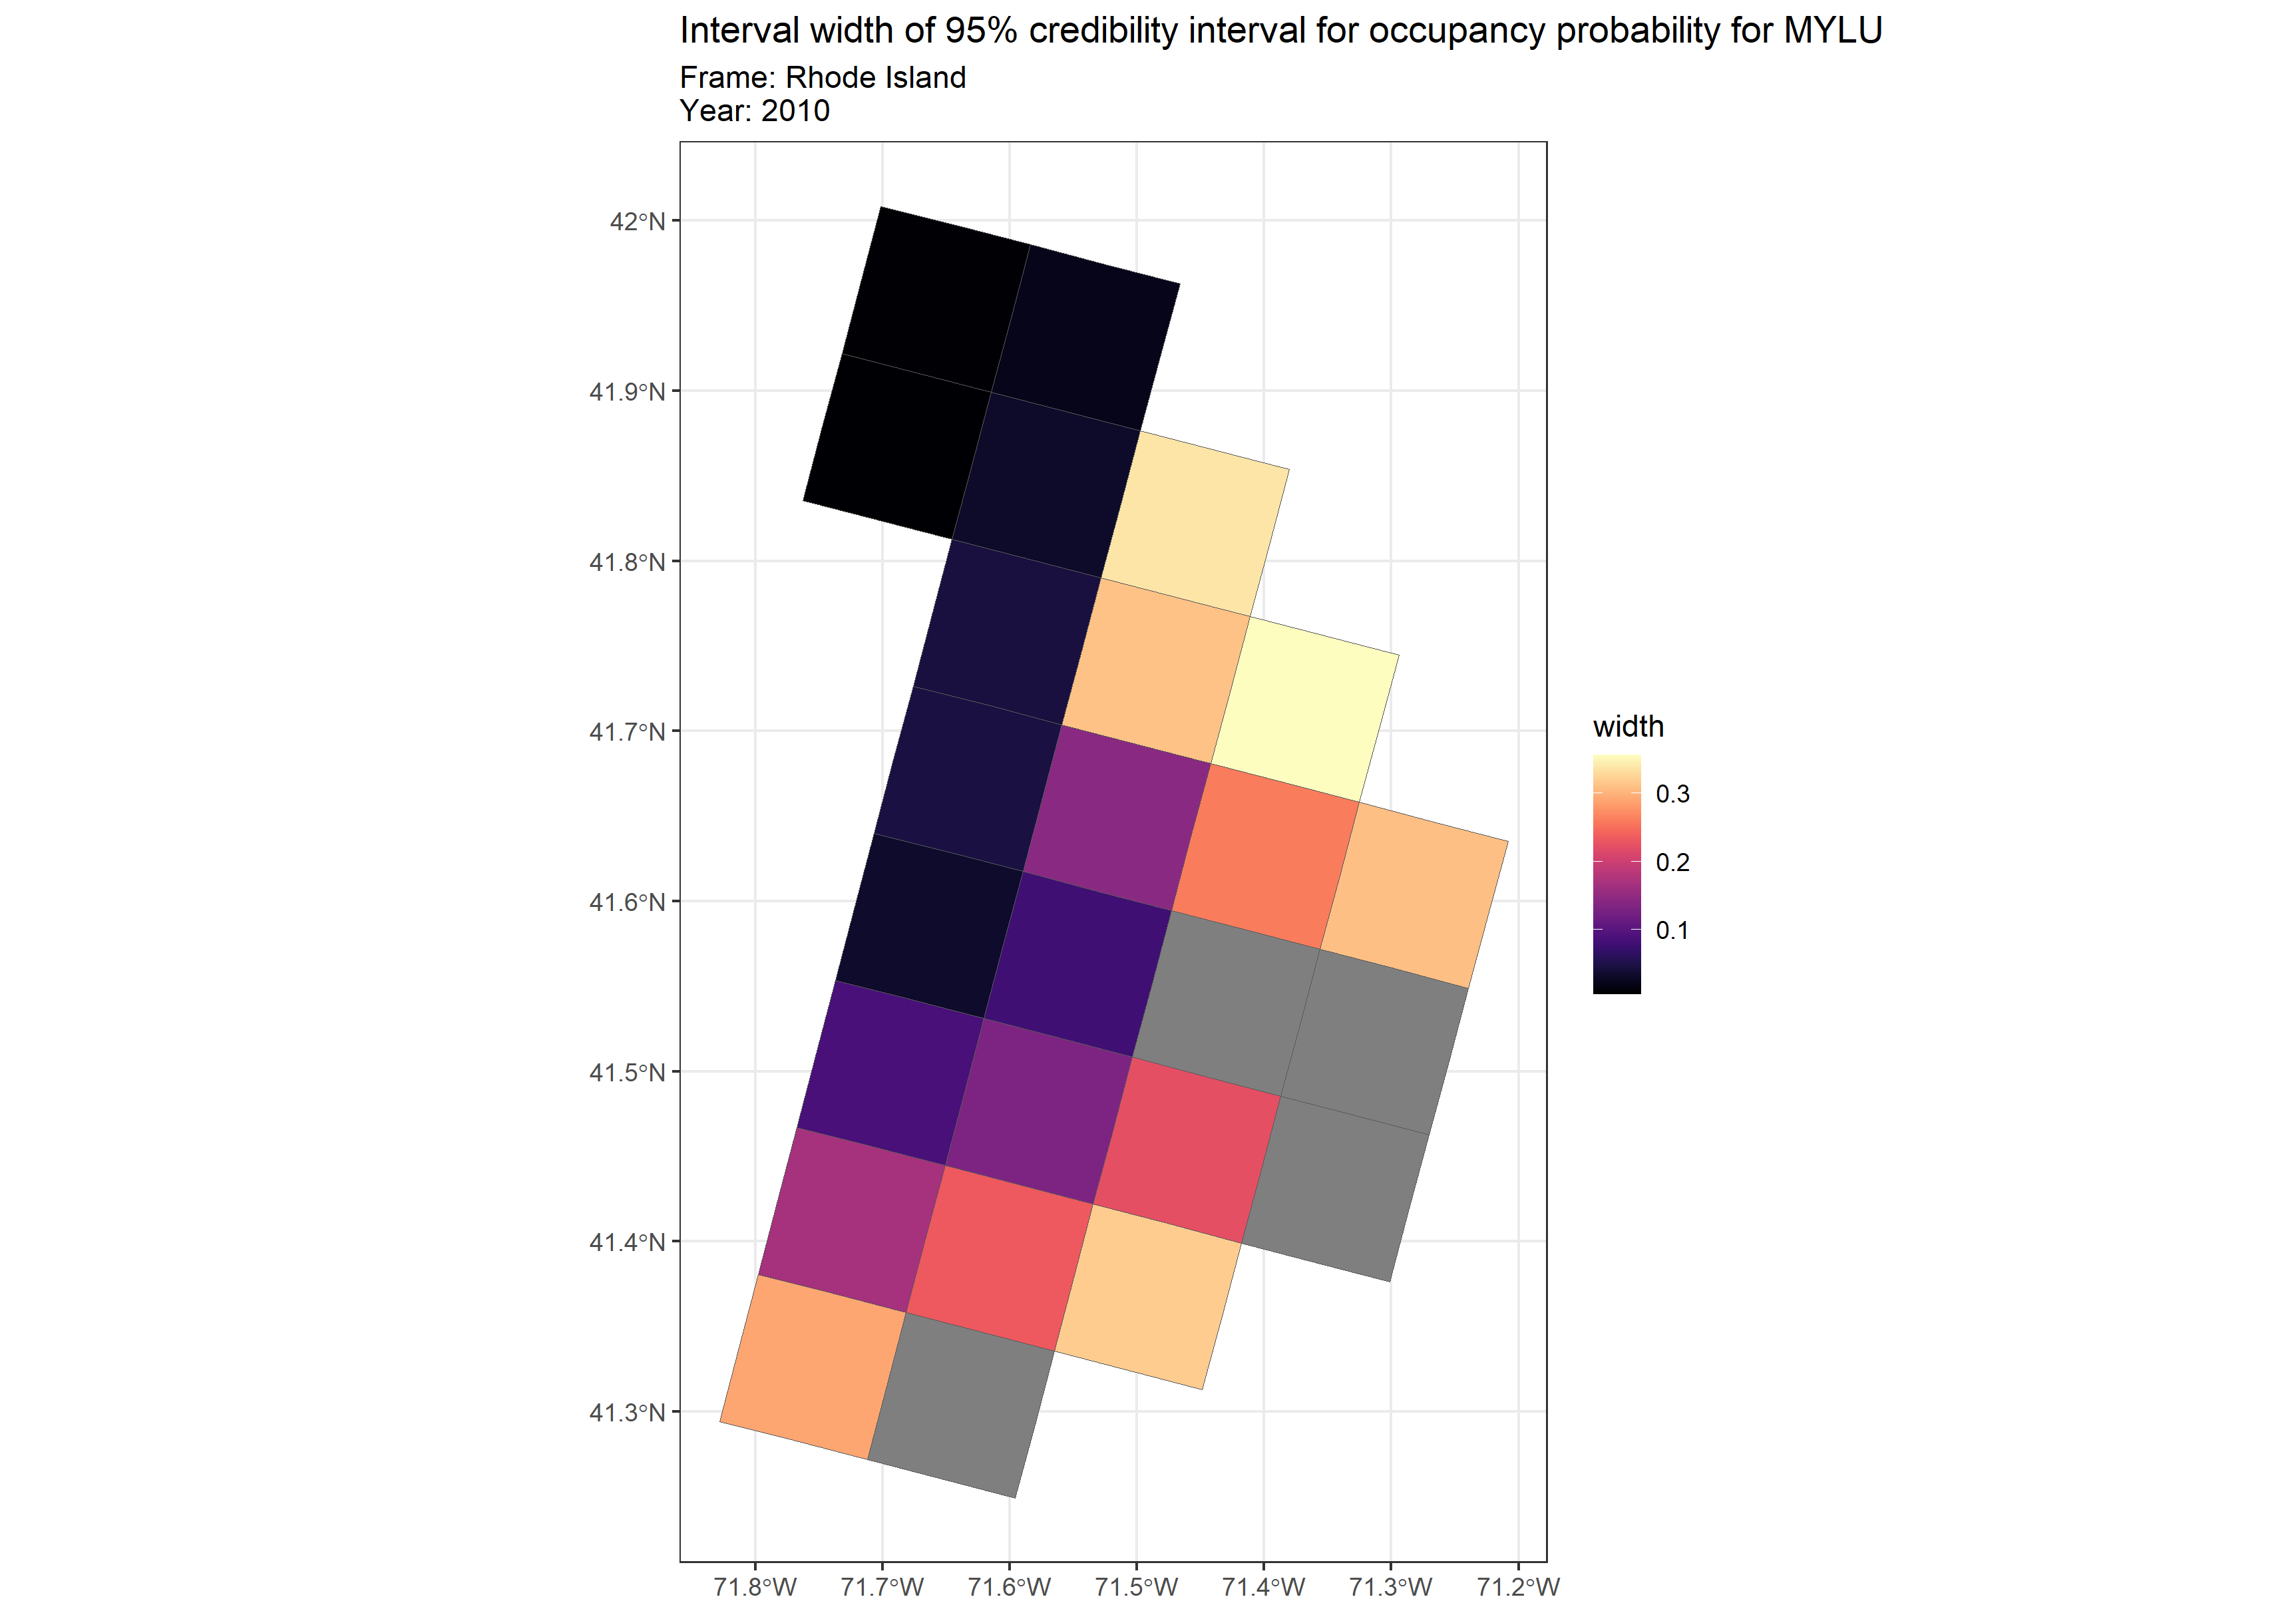 Interval width of 95% credibility interval for occupancy probability for MYLU
Frame: Rhode Island
Year: 2010
42°N
41.9°N
41.8°N
41.7°N
41.6°N
41.5°N
41.4°N
41.3°N
71.8°W 71.7°W 71.6°W 71.5°W 71.4°W 71.3°W 71.2°W
width
0.3
0.2
0.1